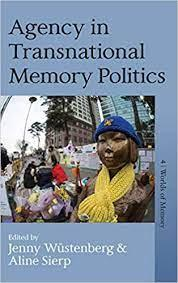 Agency in
Transnational
Memory Politics
4 | Worlds of Memory
Edited by
Jenny Wüstenberg &
Aline Sierp